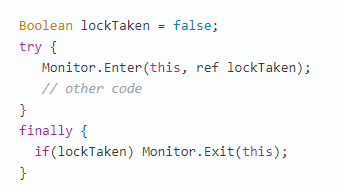 Boolean lockTaken = false;
try {
   Monitor.Enter(this, ref lockTaken);
   // other code
}
finally {
  if(lockTaken) Monitor.Exit(this);
}